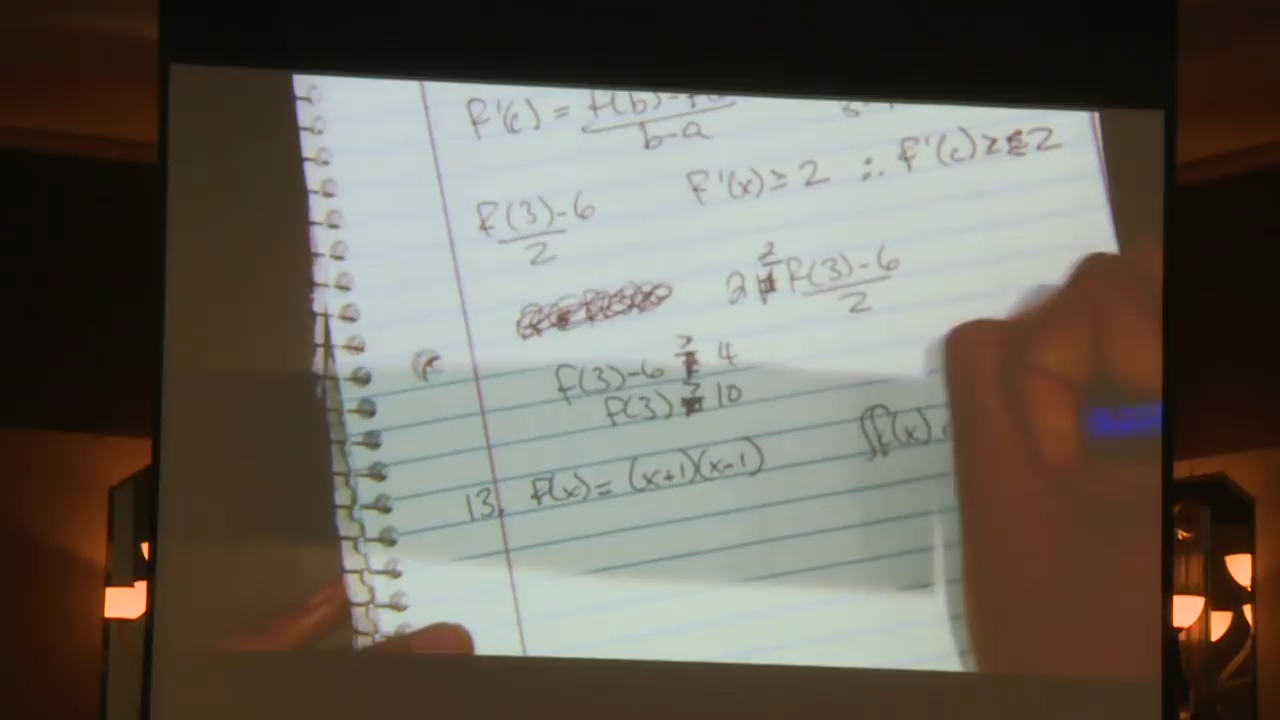 f'(c) = f(b)-f(a / b-a
f'(x) ≥ 2 ∴ f'(c) ≥ 2
f(3)-6 / 2
2 ≥ f(3)-6 / 2
f(3)-6 ≥ 4
f(3) ≥ 10
13. f(x) = (x+1)(x-1) ∫f(x)